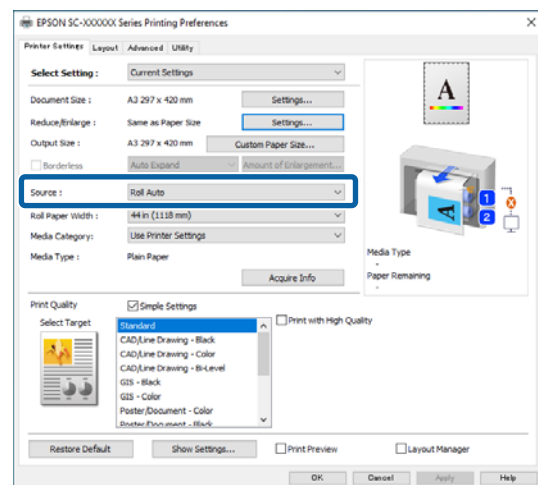 EPSON SC-XXXXXX Series Printing Preferences
Printer Settings Layout Advanced Utility
Select Setting : Current Settings
Document Size : A3 297 x 420 mm Settings...
Reduce/Enlarge : Same as Paper Size Settings...
Output Size : A3 297 x 420 mm Custom Paper Size...
Borderless Auto Expand Amount of Enlargement...
Source : Roll Auto
Roll Paper Width : 44 in (1118 mm)
Media Category: Use Printer Settings
Media Type : Plain Paper
Acquire Info
A
A
1
2
Media Type
-
Paper Remaining
-
Print Quality Simple Settings
Select Target
Standard
CAD/Line Drawing - Black
CAD/Line Drawing - Color
CAD/Line Drawing - Bi-Level
GIS - Black
GIS - Color
Poster/Document - Color
Poster/Document - Black
Print with High Quality
Restore Default Show Settings... Print Preview Layout Manager
OK Cancel Apply Help